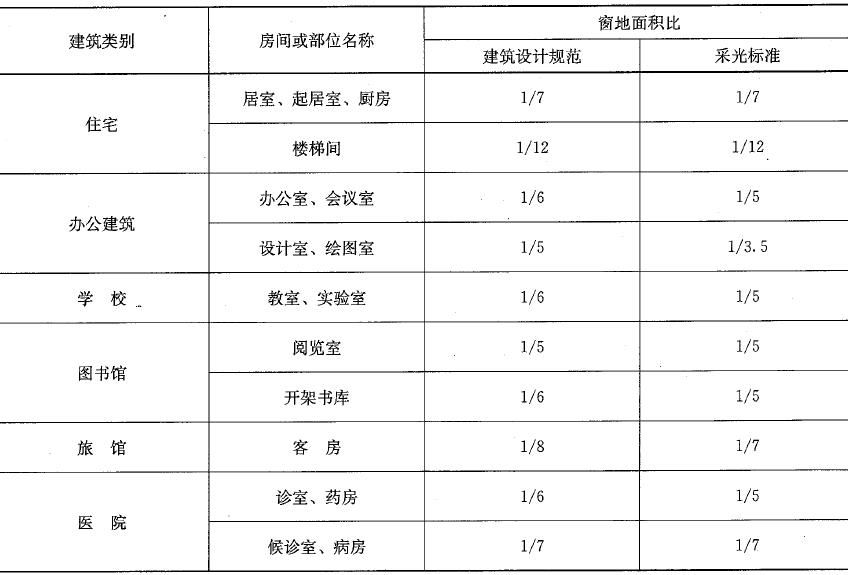 建筑类别 房间或部位名称 窗地面积比
建筑设计规范 采光标准
住宅 居室、起居室、厨房 1/7 1/7
楼梯间 1/12 1/12
办公建筑 办公室、会议室 1/6 1/5
设计室、绘图室 1/5 1/3.5
学 校 教室、实验室 1/6 1/5
图书馆 阅览室 1/5 1/5
开架书库 1/6 1/5
旅 馆 客 房 1/8 1/7
医 院 诊室、药房 1/6 1/5
候诊室、病房 1/7 1/7